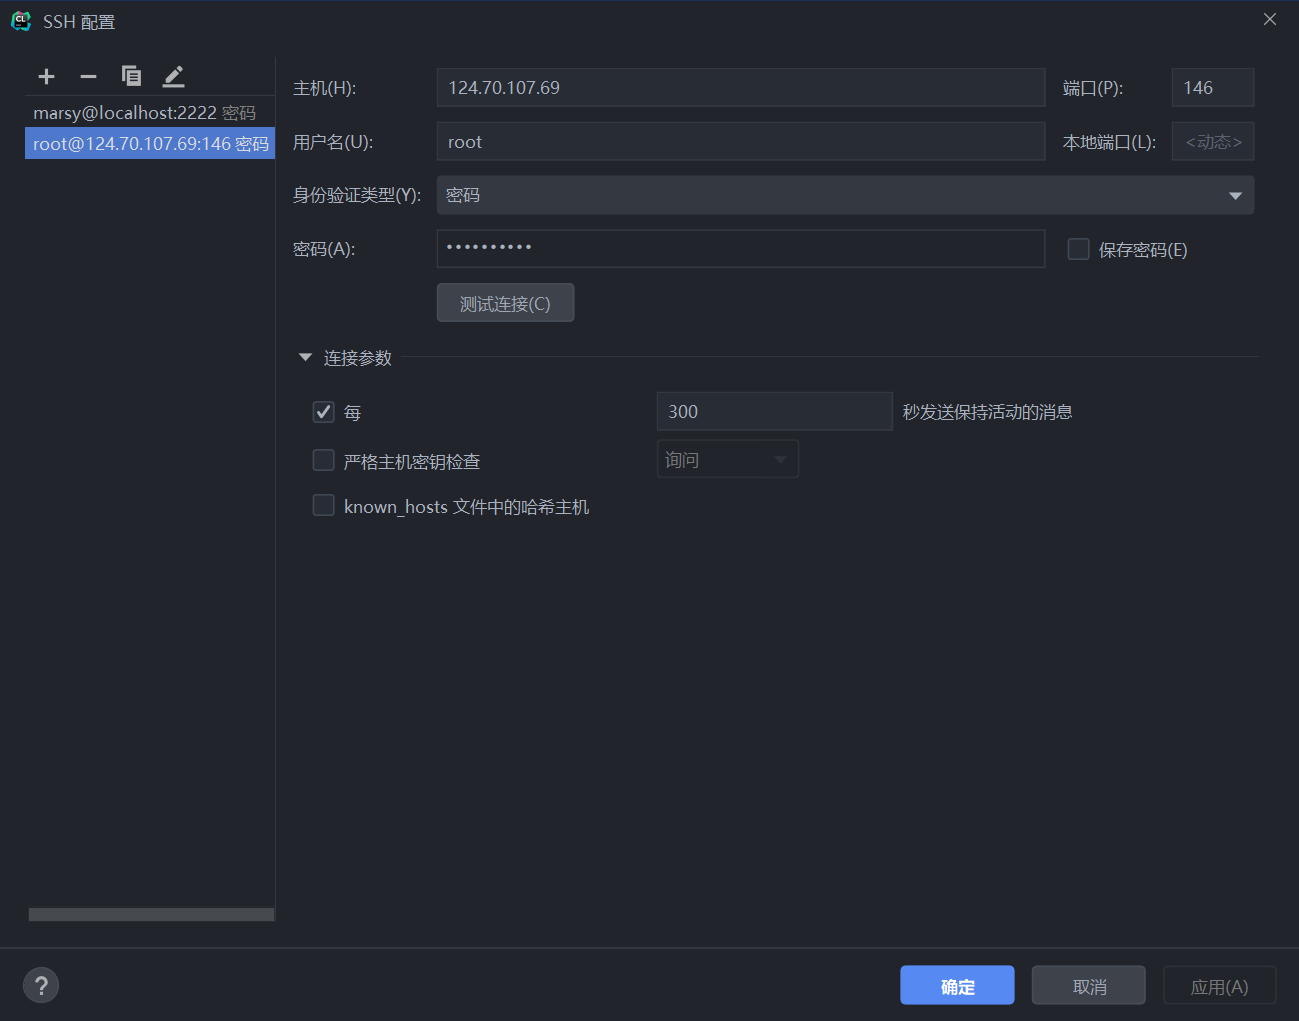 SSH 配置
marsy@localhost:2222 密码
root@124.70.107.69:146 密码
主机(H): 124.70.107.69 端口(P): 146
用户名(U): root 本地端口(L): <动态>
身份验证类型(Y): 密码
密码(A): •••••••••• 保存密码(E)
测试连接(C)
连接参数
每 300 秒发送保持活动的消息
严格主机密钥检查 询问
known_hosts 文件中的哈希主机
? 确定 取消 应用(A)